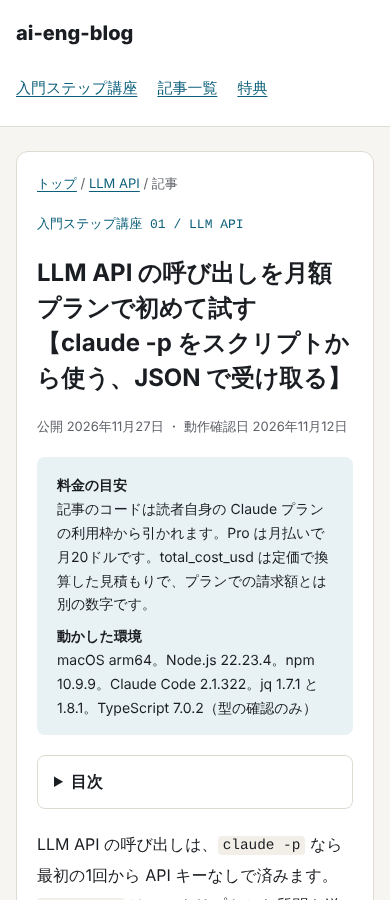 ai-eng-blog
入門ステップ講座 記事一覧 特典
トップ / LLM API / 記事
入門ステップ講座 01 / LLM API
LLM API の呼び出しを月額
プランで初めて試す
【claude -p をスクリプトか
ら使う、JSON で受け取る】
公開 2026年11月27日 ・ 動作確認日 2026年11月12日
料金の目安
記事のコードは読者自身の Claude プラン
の利用枠から引かれます。Pro は月払いで
月20ドルです。total_cost_usd は定価で換
算した見積もりで、プランでの請求額とは
別の数字です。
動かした環境
macOS arm64。Node.js 22.23.4。npm
10.9.9。Claude Code 2.1.322。jq 1.7.1 と
1.8.1。TypeScript 7.0.2（型の確認のみ）
▶ 目次
LLM API の呼び出しは、claude -p なら
最初の1回から API キーなしで済みます。